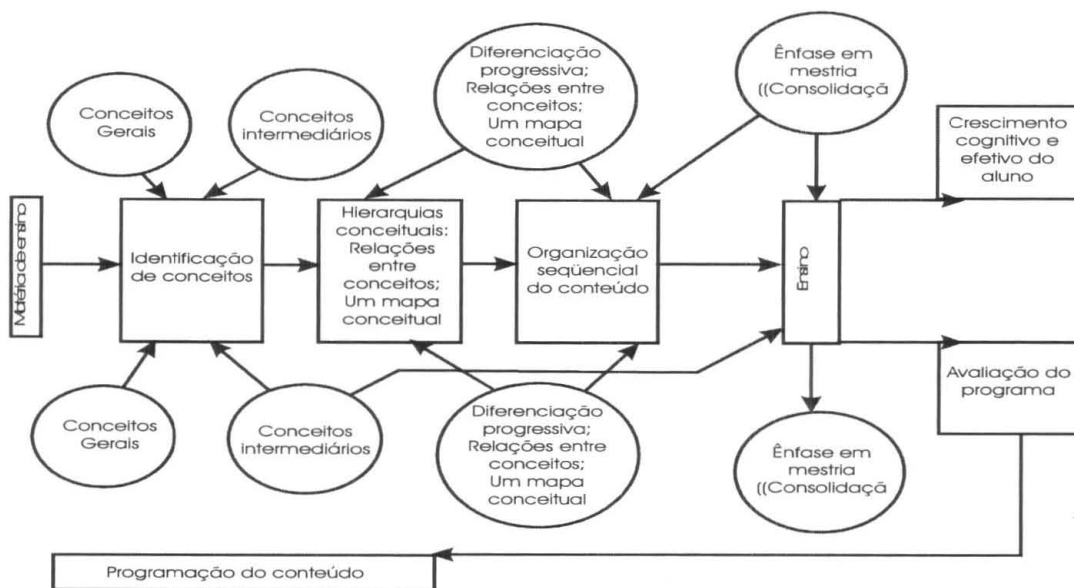 Conceitos
Gerais
Conceitos
intermediários
Diferenciação
progressiva;
Relações entre
conceitos;
Um mapa
conceitual
Ênfase em
mestria
((Consolidaçã
Crescimento
cognitivo e
efetivo do
aluno
Matéria de ensino
Identificação
de conceitos
Hierarquias
conceituais:
Relações
entre
conceitos;
Um mapa
conceitual
Organização
seqüencial
do conteúdo
Ensino
Avaliação do
programa
Conceitos
Gerais
Conceitos
intermediários
Diferenciação
progressiva;
Relações entre
conceitos;
Um mapa
conceitual
Ênfase em
mestria
((Consolidaçã
Programação do conteúdo